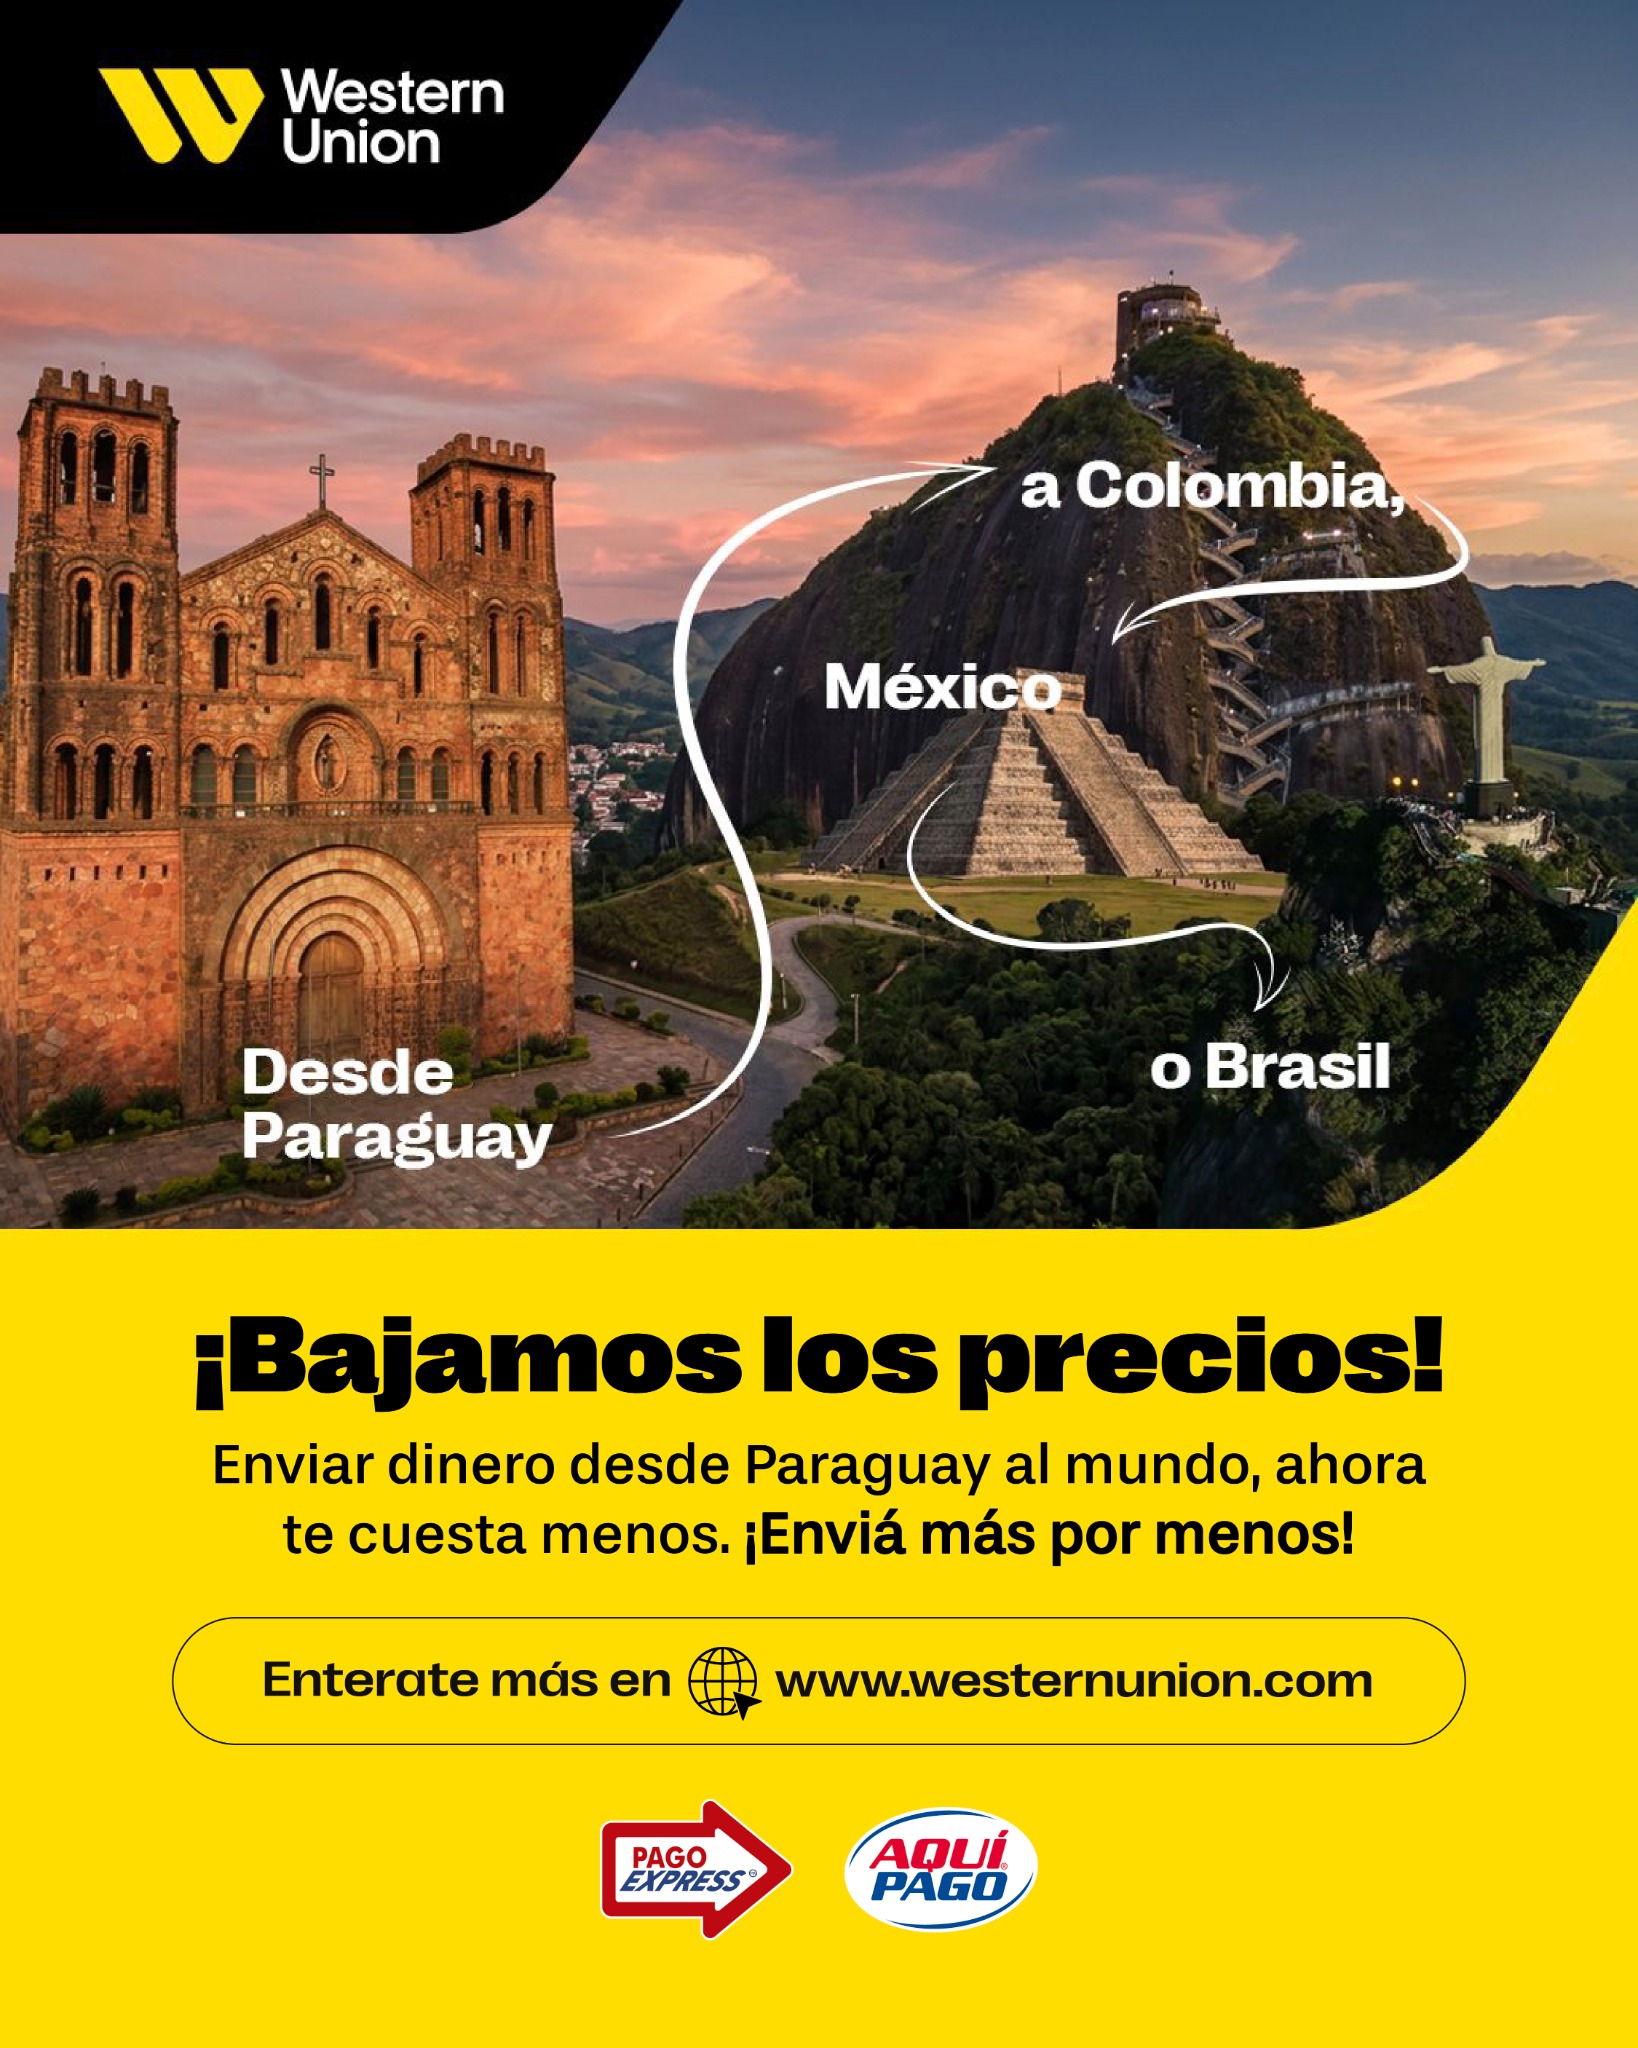 Western
Union
a Colombia,
México
o Brasil
Desde
Paraguay
¡Bajamos los precios!
Enviar dinero desde Paraguay al mundo, ahora
te cuesta menos. ¡Enviá más por menos!
Enterate más en www.westernunion.com
PAGO
EXPRESS
AQUÍ
PAGO